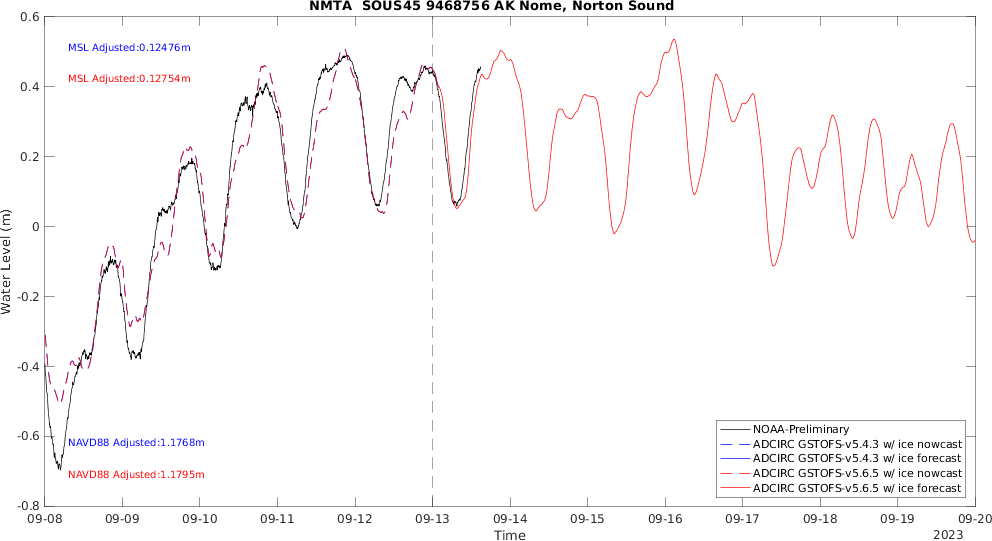 NMTA  SOUS45 9468756 AK Nome, Norton Sound
0.6
0.4
0.2
0
-0.2
-0.4
-0.6
-0.8
Water Level (m)
MSL Adjusted:0.12476m
MSL Adjusted:0.12754m
NAVD88 Adjusted:1.1768m
NAVD88 Adjusted:1.1795m
NOAA-Preliminary
ADCIRC GSTOFS-v5.4.3 w/ ice nowcast
ADCIRC GSTOFS-v5.4.3 w/ ice forecast
ADCIRC GSTOFS-v5.6.5 w/ ice nowcast
ADCIRC GSTOFS-v5.6.5 w/ ice forecast
09-08 09-09 09-10 09-11 09-12 09-13 09-14 09-15 09-16 09-17 09-18 09-19 09-20
Time
2023